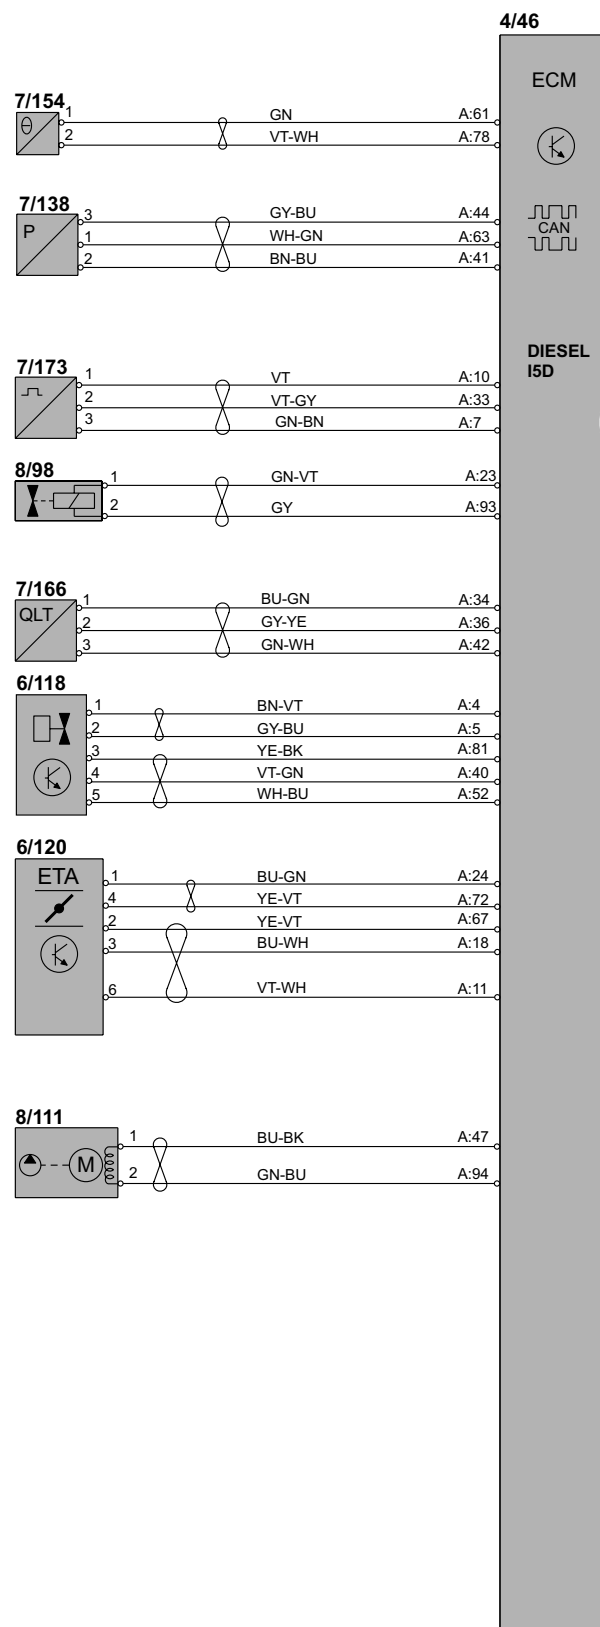 4/46
ECM
CAN
DIESEL
I5D
7/154
θ
1 GN A:61
2 VT-WH A:78
7/138
P
3 GY-BU A:44
1 WH-GN A:63
2 BN-BU A:41
7/173
1 VT A:10
2 VT-GY A:33
3 GN-BN A:7
8/98
1 GN-VT A:23
2 GY A:93
7/166
QLT
1 BU-GN A:34
2 GY-YE A:36
3 GN-WH A:42
6/118
1 BN-VT A:4
2 GY-BU A:5
3 YE-BK A:81
4 VT-GN A:40
5 WH-BU A:52
6/120
ETA
1 BU-GN A:24
4 YE-VT A:72
2 YE-VT A:67
3 BU-WH A:18
6 VT-WH A:11
8/111
M
1 BU-BK A:47
2 GN-BU A:94